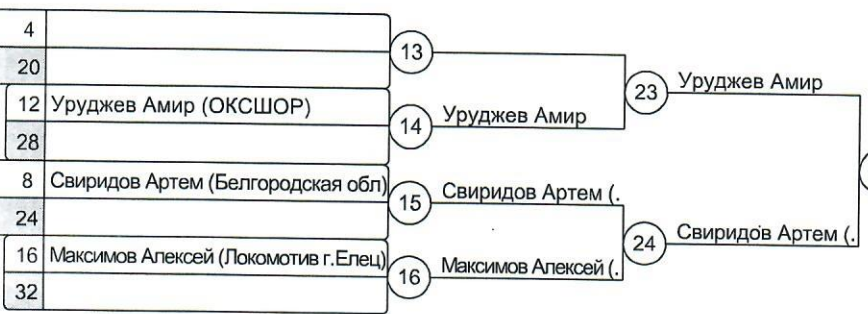 4
13
20
23 Уруджев Амир
12 Уруджев Амир (ОКСШОР)
14 Уруджев Амир
28
8 Свиридов Артем (Белгородская обл)
15 Свиридов Артем (.
24
24 Свиридов Артем (.
16 Максимов Алексей (Локомотив г.Елец)
16 Максимов Алексей (.
32